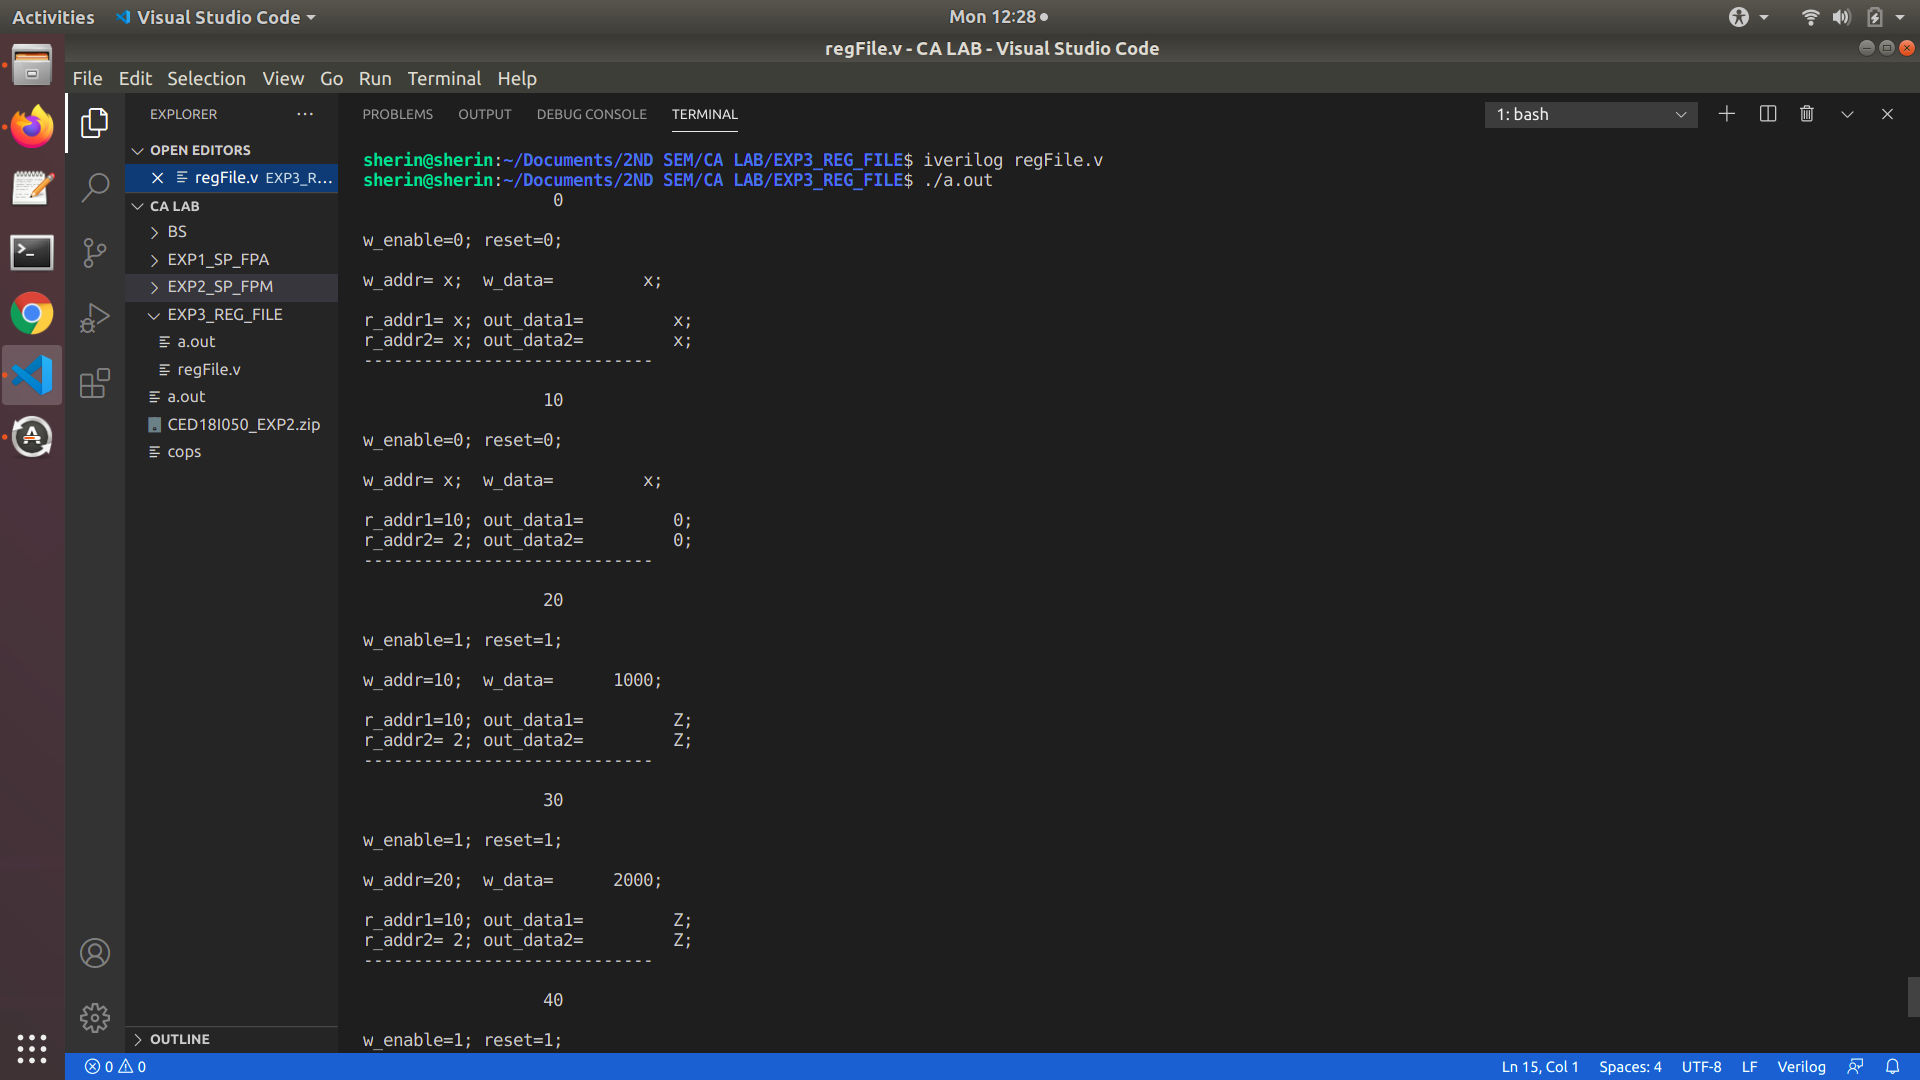 Activities
Visual Studio Code
Mon 12:28
regFile.v - CA LAB - Visual Studio Code
File Edit Selection View Go Run Terminal Help
EXPLORER
OPEN EDITORS
regFile.v EXP3_R...
CA LAB
BS
EXP1_SP_FPA
EXP2_SP_FPM
EXP3_REG_FILE
a.out
regFile.v
a.out
CED18I050_EXP2.zip
cops
OUTLINE
PROBLEMS OUTPUT DEBUG CONSOLE TERMINAL
1: bash
sherin@sherin:~/Documents/2ND SEM/CA LAB/EXP3_REG_FILE$ iverilog regFile.v
sherin@sherin:~/Documents/2ND SEM/CA LAB/EXP3_REG_FILE$ ./a.out
0
w_enable=0; reset=0;
w_addr= x;  w_data=         x;
r_addr1= x; out_data1=         x;
r_addr2= x; out_data2=         x;
-----------------------------
10
w_enable=0; reset=0;
w_addr= x;  w_data=         x;
r_addr1=10; out_data1=         0;
r_addr2= 2; out_data2=         0;
-----------------------------
20
w_enable=1; reset=1;
w_addr=10;  w_data=      1000;
r_addr1=10; out_data1=         Z;
r_addr2= 2; out_data2=         Z;
-----------------------------
30
w_enable=1; reset=1;
w_addr=20;  w_data=      2000;
r_addr1=10; out_data1=         Z;
r_addr2= 2; out_data2=         Z;
-----------------------------
40
w_enable=1; reset=1;
0 0
Ln 15, Col 1 Spaces: 4 UTF-8 LF Verilog